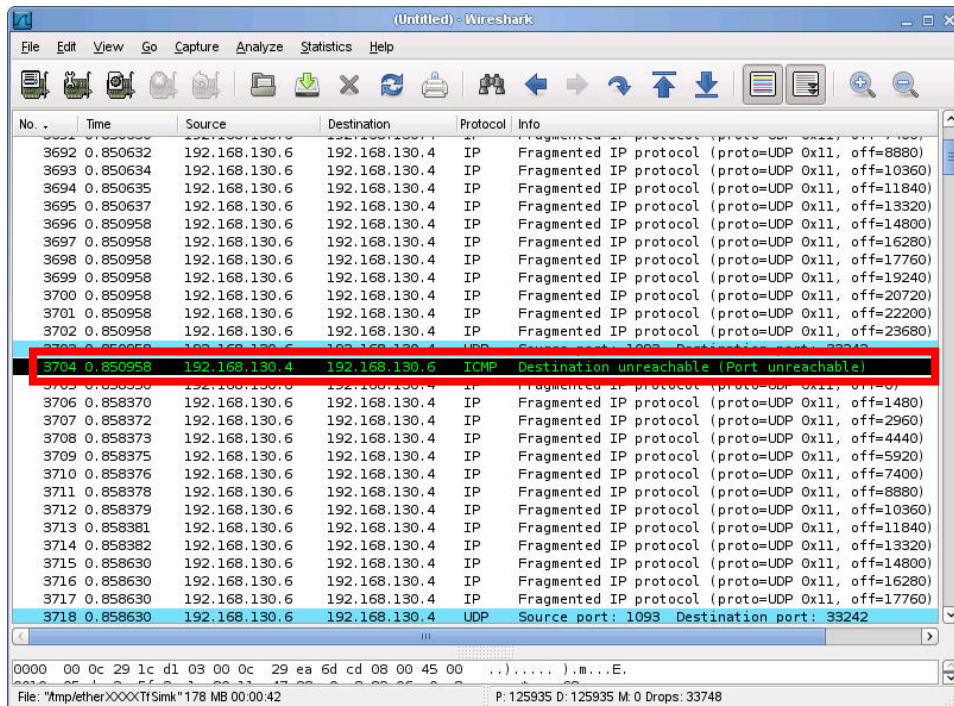 (Untitled) - Wireshark
File Edit View Go Capture Analyze Statistics Help
No. Time Source Destination Protocol Info
3692 0.850632 192.168.130.6 192.168.130.4 IP Fragmented IP protocol (proto=UDP 0x11, off=8880)
3693 0.850634 192.168.130.6 192.168.130.4 IP Fragmented IP protocol (proto=UDP 0x11, off=10360)
3694 0.850635 192.168.130.6 192.168.130.4 IP Fragmented IP protocol (proto=UDP 0x11, off=11840)
3695 0.850637 192.168.130.6 192.168.130.4 IP Fragmented IP protocol (proto=UDP 0x11, off=13320)
3696 0.850958 192.168.130.6 192.168.130.4 IP Fragmented IP protocol (proto=UDP 0x11, off=14800)
3697 0.850958 192.168.130.6 192.168.130.4 IP Fragmented IP protocol (proto=UDP 0x11, off=16280)
3698 0.850958 192.168.130.6 192.168.130.4 IP Fragmented IP protocol (proto=UDP 0x11, off=17760)
3699 0.850958 192.168.130.6 192.168.130.4 IP Fragmented IP protocol (proto=UDP 0x11, off=19240)
3700 0.850958 192.168.130.6 192.168.130.4 IP Fragmented IP protocol (proto=UDP 0x11, off=20720)
3701 0.850958 192.168.130.6 192.168.130.4 IP Fragmented IP protocol (proto=UDP 0x11, off=22200)
3702 0.850958 192.168.130.6 192.168.130.4 IP Fragmented IP protocol (proto=UDP 0x11, off=23680)
3703 0.850958 192.168.130.6 192.168.130.4 UDP Source port: 1093 Destination port: 33242
3704 0.850958 192.168.130.4 192.168.130.6 ICMP Destination unreachable (Port unreachable)
3706 0.858370 192.168.130.6 192.168.130.4 IP Fragmented IP protocol (proto=UDP 0x11, off=1480)
3707 0.858372 192.168.130.6 192.168.130.4 IP Fragmented IP protocol (proto=UDP 0x11, off=2960)
3708 0.858373 192.168.130.6 192.168.130.4 IP Fragmented IP protocol (proto=UDP 0x11, off=4440)
3709 0.858375 192.168.130.6 192.168.130.4 IP Fragmented IP protocol (proto=UDP 0x11, off=5920)
3710 0.858376 192.168.130.6 192.168.130.4 IP Fragmented IP protocol (proto=UDP 0x11, off=7400)
3711 0.858378 192.168.130.6 192.168.130.4 IP Fragmented IP protocol (proto=UDP 0x11, off=8880)
3712 0.858379 192.168.130.6 192.168.130.4 IP Fragmented IP protocol (proto=UDP 0x11, off=10360)
3713 0.858381 192.168.130.6 192.168.130.4 IP Fragmented IP protocol (proto=UDP 0x11, off=11840)
3714 0.858382 192.168.130.6 192.168.130.4 IP Fragmented IP protocol (proto=UDP 0x11, off=13320)
3715 0.858630 192.168.130.6 192.168.130.4 IP Fragmented IP protocol (proto=UDP 0x11, off=14800)
3716 0.858630 192.168.130.6 192.168.130.4 IP Fragmented IP protocol (proto=UDP 0x11, off=16280)
3717 0.858630 192.168.130.6 192.168.130.4 IP Fragmented IP protocol (proto=UDP 0x11, off=17760)
3718 0.858630 192.168.130.6 192.168.130.4 UDP Source port: 1093 Destination port: 33242
0000 00 0c 29 1c d1 03 00 0c 29 ea 6d cd 08 00 45 00 ..)..... ).m...E.
File: "/tmp/etherXXXXTfSimk" 178 MB 00:00:42 P: 125935 D: 125935 M: 0 Drops: 33748